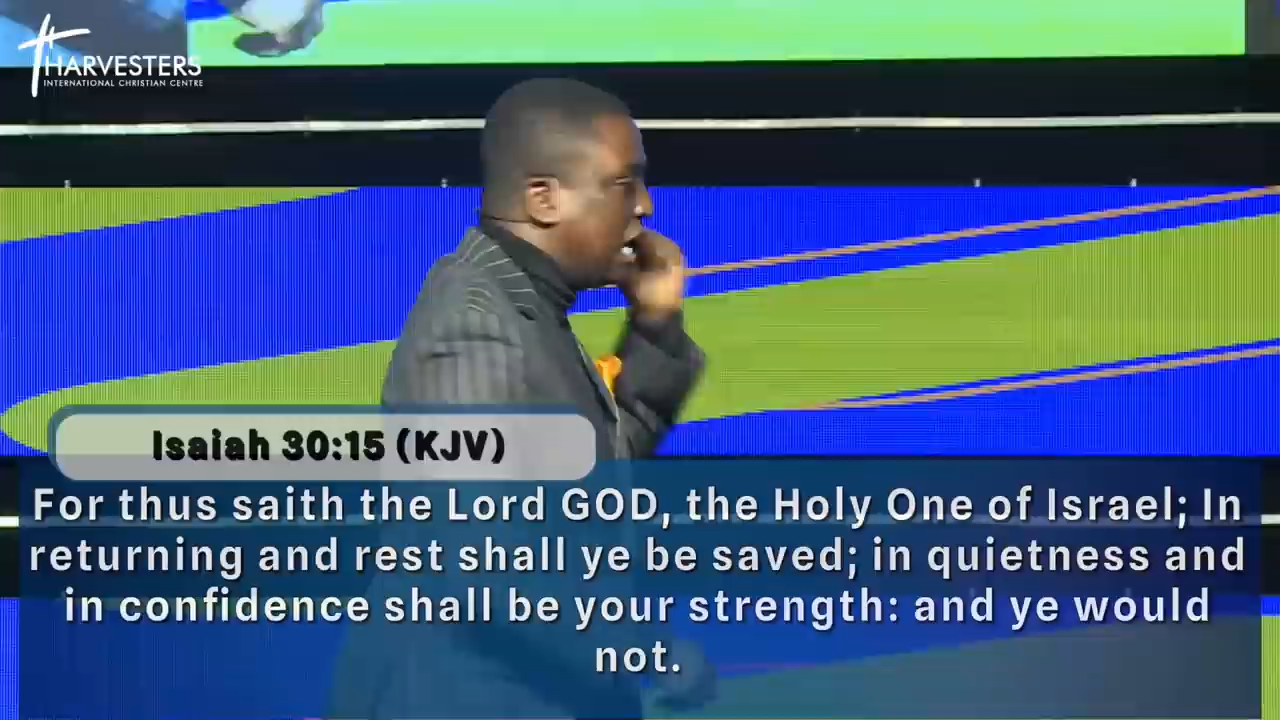 HARVESTERS
INTERNATIONAL CHRISTIAN CENTRE
Isaiah 30:15 (KJV)
For thus saith the Lord GOD, the Holy One of Israel; In
returning and rest shall ye be saved; in quietness and
in confidence shall be your strength: and ye would
not.